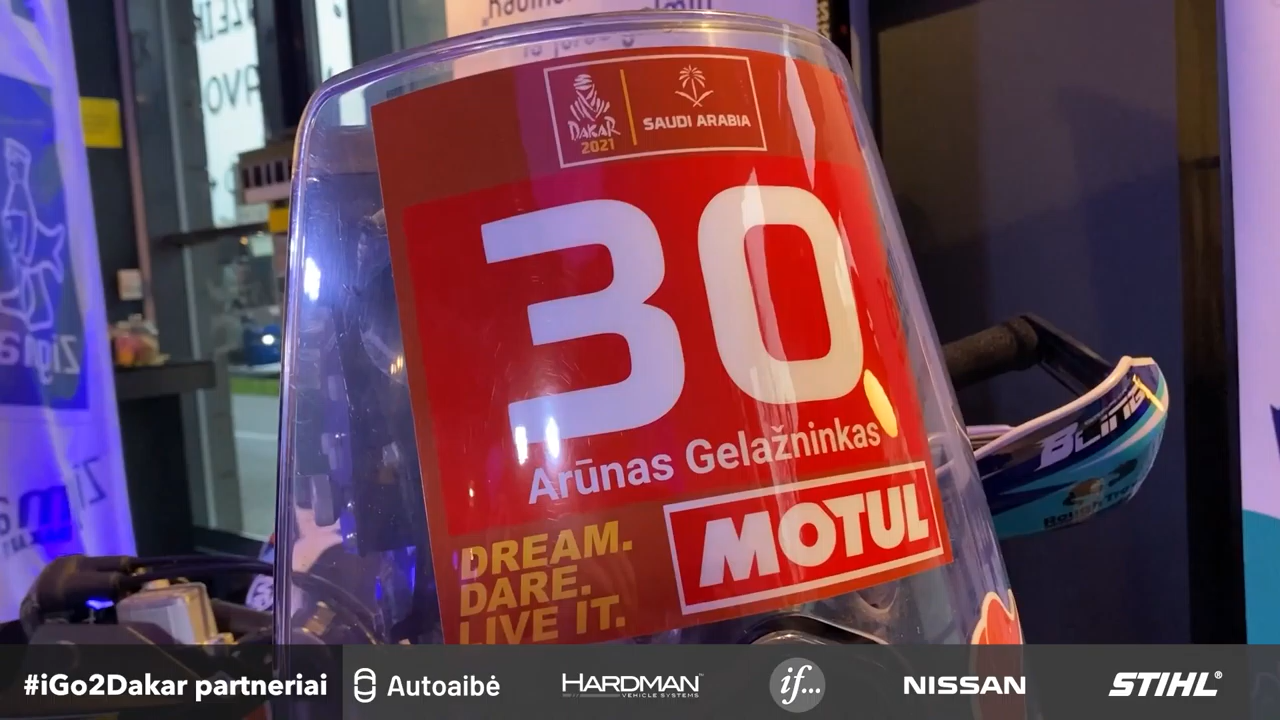 DAKAR
2021
SAUDI ARABIA
30
Arūnas Gelažninkas
MOTUL
DREAM.
DARE.
LIVE IT.
#iGo2Dakar partneriai
Autoaibė
HARDMAN
VEHICLE SYSTEMS
if...
NISSAN
STIHL®